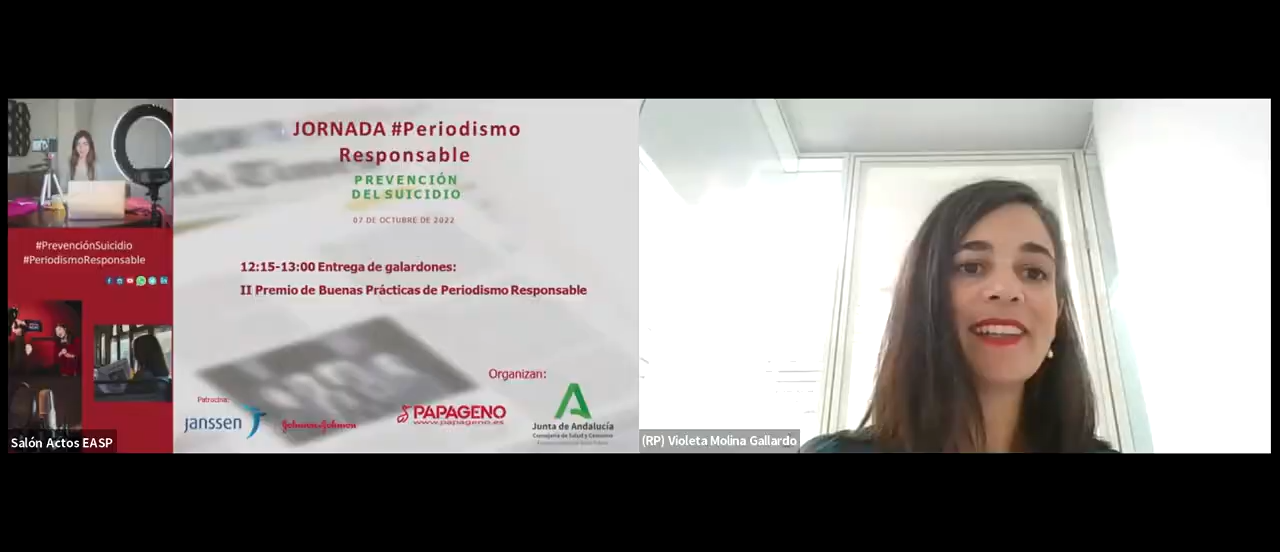 JORNADA #Periodismo
Responsable
PREVENCIÓN
DEL SUICIDIO
07 DE OCTUBRE DE 2022
#PrevenciónSuicidio
#PeriodismoResponsable
12:15-13:00 Entrega de galardones:
II Premio de Buenas Prácticas de Periodismo Responsable
Organizan:
Patrocina:
janssen
Johnson & Johnson
PAPAGENO
www.papageno.es
Junta de Andalucía
Consejería de Salud y Consumo
Salón Actos EASP
(RP) Violeta Molina Gallardo